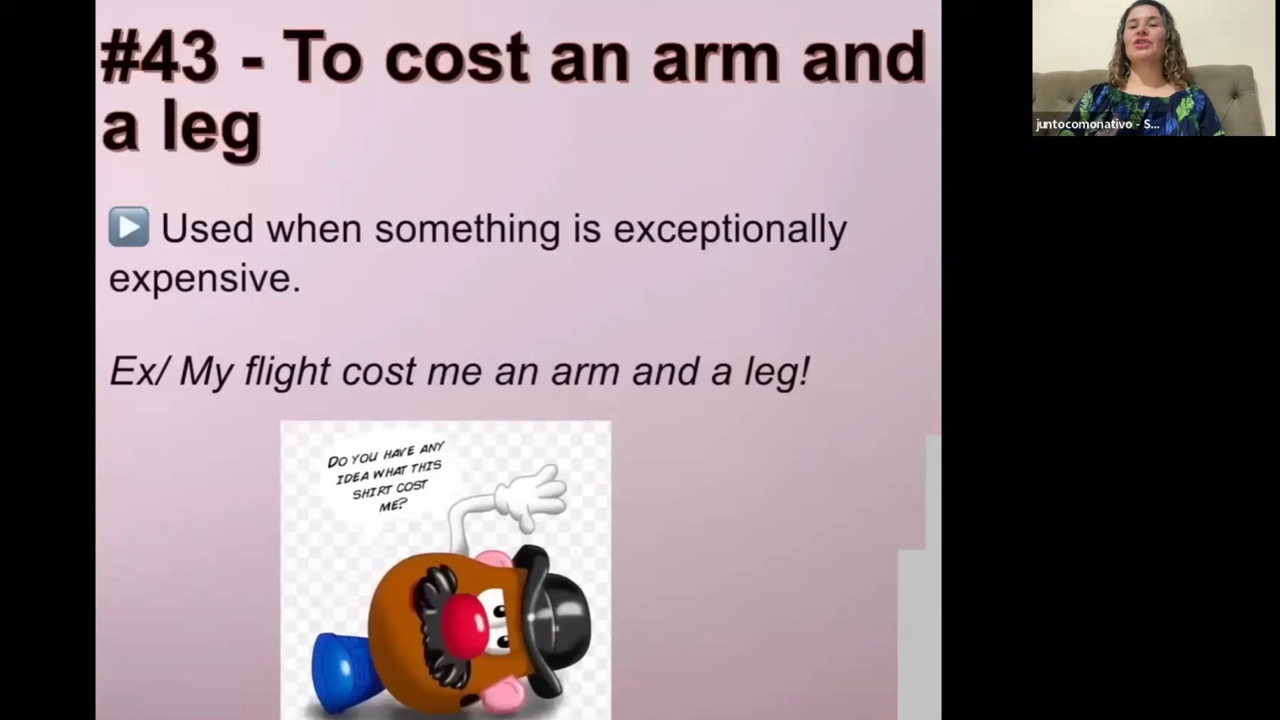 #43 - To cost an arm and
a leg
▶️ Used when something is exceptionally
expensive.
Ex/ My flight cost me an arm and a leg!
DO YOU HAVE ANY
IDEA WHAT THIS
SHIRT COST
ME?
juntocomonativo - S...